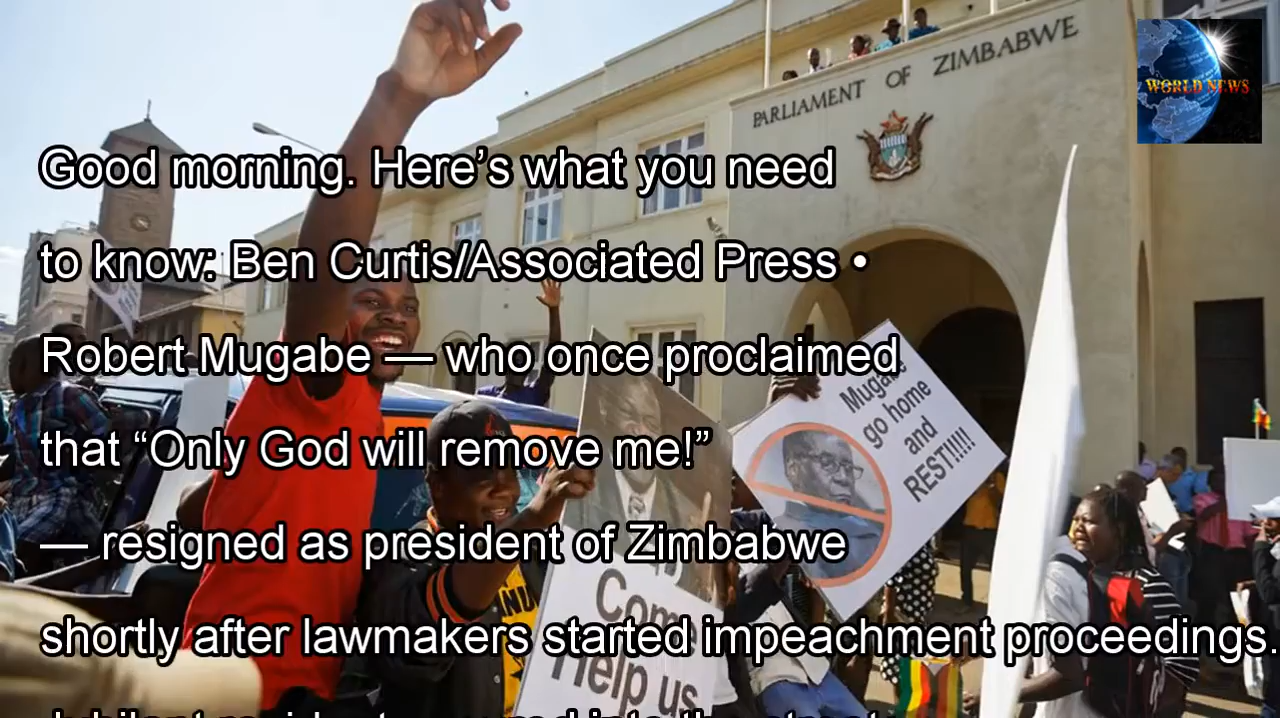 PARLIAMENT OF ZIMBABWE
WORLD NEWS
Good morning. Here’s what you need
to know: Ben Curtis/Associated Press •
Robert Mugabe — who once proclaimed
that “Only God will remove me!”
— resigned as president of Zimbabwe
shortly after lawmakers started impeachment proceedings.
Mugabe
go home
and
REST!!!!!
Come
Help us